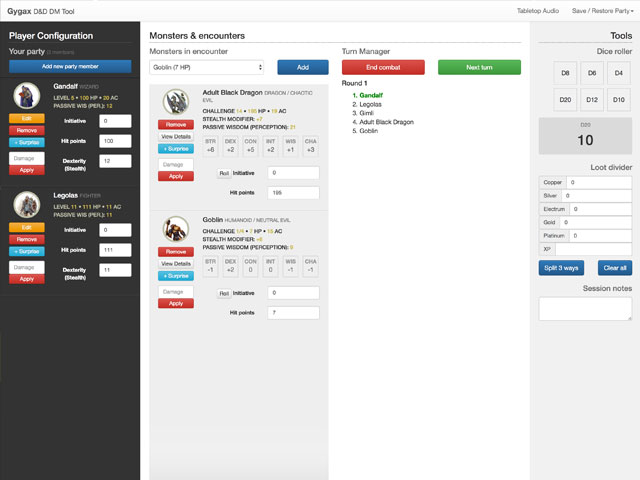 Gygax D&D DM Tool
Tabletop Audio
Save / Restore Party
Player Configuration
Your party (3 members)
Add new party member
Gandalf WIZARD
LEVEL 5 • 100 HP • 20 AC
PASSIVE WIS (PERC.): 12
Edit
Remove
+ Surprise
Damage
Apply
Initiative 0
Hit points 100
Dexterity (Stealth) 12
Legolas FIGHTER
LEVEL 11 • 111 HP • 11 AC
PASSIVE WIS (PER.): 11
Edit
Remove
+ Surprise
Damage
Apply
Initiative 0
Hit points 111
Dexterity (Stealth) 11
Monsters & encounters
Monsters in encounter
Goblin (7 HP)
Add
Adult Black Dragon DRAGON / CHAOTIC
EVIL
CHALLENGE 14 • 195 HP • 19 AC
STEALTH MODIFIER: +7
PASSIVE WISDOM (PERCEPTION): 21
Remove
View Details
+ Surprise
STR DEX CON INT WIS CHA
+6 +2 +5 +2 +1 +3
Damage
Apply
Roll Initiative 0
Hit points 195
Goblin HUMANOID / NEUTRAL EVIL
CHALLENGE 1/4 • 7 HP • 15 AC
STEALTH MODIFIER: +6
PASSIVE WISDOM (PERCEPTION): 9
Remove
View Details
+ Surprise
STR DEX CON INT WIS CHA
-1 +2 0 0 -1 -1
Damage
Apply
Roll Initiative 0
Hit points 7
Turn Manager
End combat
Next turn
Round 1
1. Gandalf
2. Legolas
3. Gimli
4. Adult Black Dragon
5. Goblin
Tools
Dice roller
D8 D6 D4
D20 D12 D10
D20
10
Loot divider
Copper 0
Silver 0
Electrum 0
Gold 0
Platinum 0
XP
Split 3 ways
Clear all
Session notes